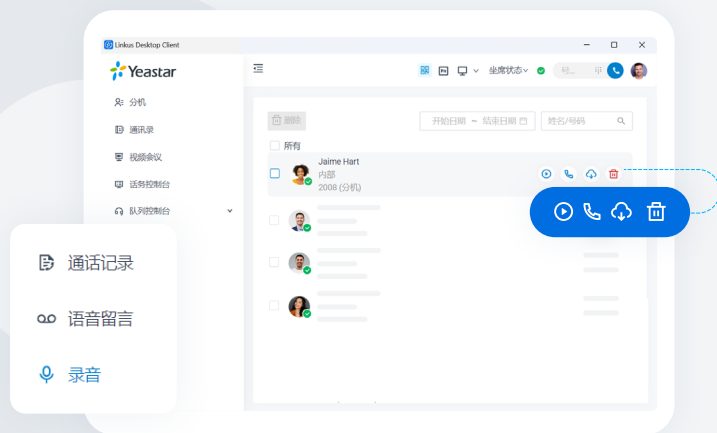 Linkus Desktop Client
Yeastar
坐席状态
分机
通讯录
视频会议
话务控制台
队列控制台
删除
开始日期 ~ 结束日期
姓名/号码
所有
Jaime Hart
内部
2008 (分机)
通话记录
语音留言
录音